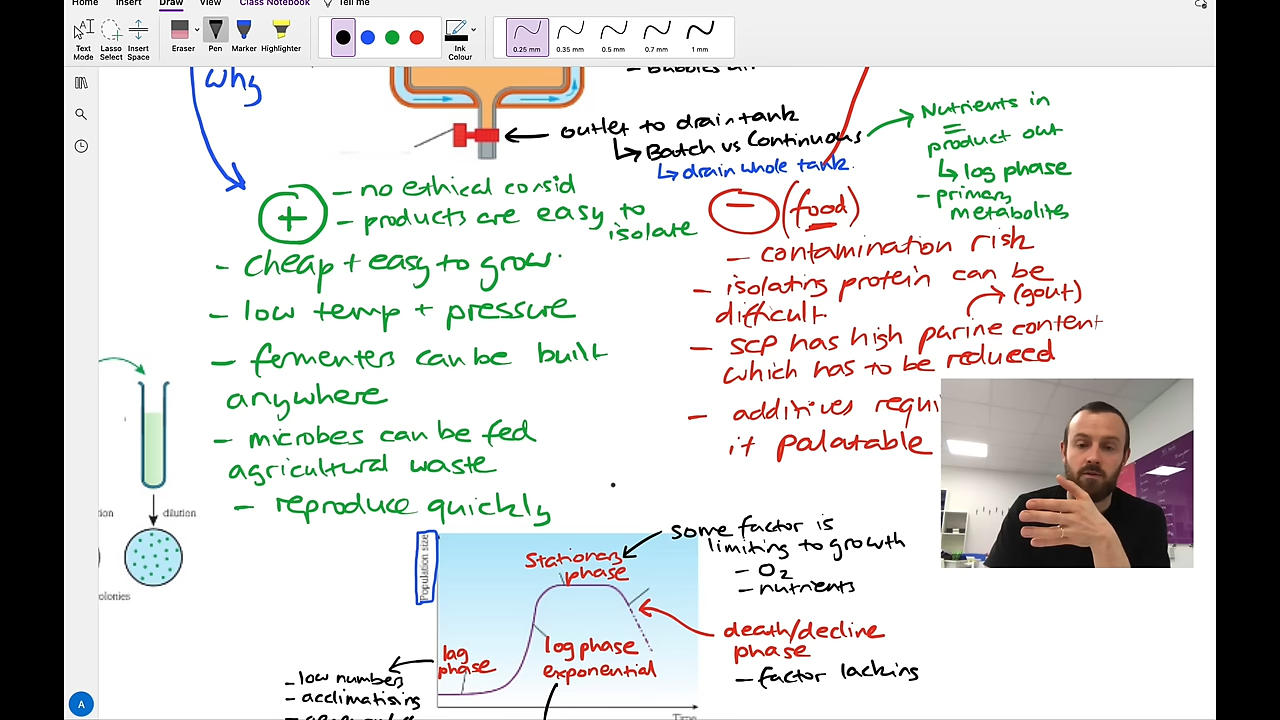 Home Insert Draw View Class Notebook Tell me
Text Mode
Lasso Select
Insert Space
Eraser
Pen
Marker
Highlighter
Ink Colour
0.25 mm 0.35 mm 0.5 mm 0.7 mm 1 mm
why
- Bubbles air
outlet to drain tank
↳ Batch vs Continuous
↳ drain whole tank.
Nutrients in
=
product out
↳ log phase
- primary
metabolites
+
- no ethical consid
- products are easy to
isolate
- cheap + easy to grow.
- low temp + pressure
- fermenters can be built
anywhere
- microbes can be fed
agricultural waste
- reproduce quickly
- (food)
- contamination risk
- isolating protein can be
difficult
→ (gout)
- SCP has high purine content
which has to be reduced
- additives requi
it palatable
tion
dilution
olonies
Population size
Stationary
phase
some factor is
limiting to growth
- O2
- nutrients
death/decline
phase
- factor lacking
log phase
exponential
lag
phase
- low numbers
- acclimatising
Time
A